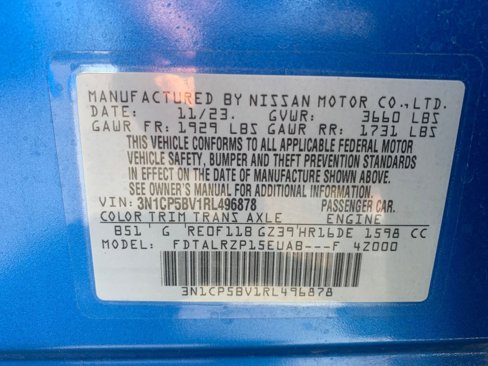 MANUFACTURED BY NISSAN MOTOR CO., LTD.
DATE: 11/23. GVWR: 3660 LBS
GAWR FR: 1929 LBS GAWR RR: 1731 LBS
THIS VEHICLE CONFORMS TO ALL APPLICABLE FEDERAL MOTOR
VEHICLE SAFETY, BUMPER AND THEFT PREVENTION STANDARDS
IN EFFECT ON THE DATE OF MANUFACTURE SHOWN ABOVE.
SEE OWNER'S MANUAL FOR ADDITIONAL INFORMATION.
VIN: 3N1CP5BV1RL496878 PASSENGER CAR.
COLOR TRIM TRANS AXLE ENGINE
B51 G RE0F11B GZ39 HR16DE 1598 CC
MODEL: FDTALRZP15EUAB---F 4Z000
3N1CP5BV1RL496878